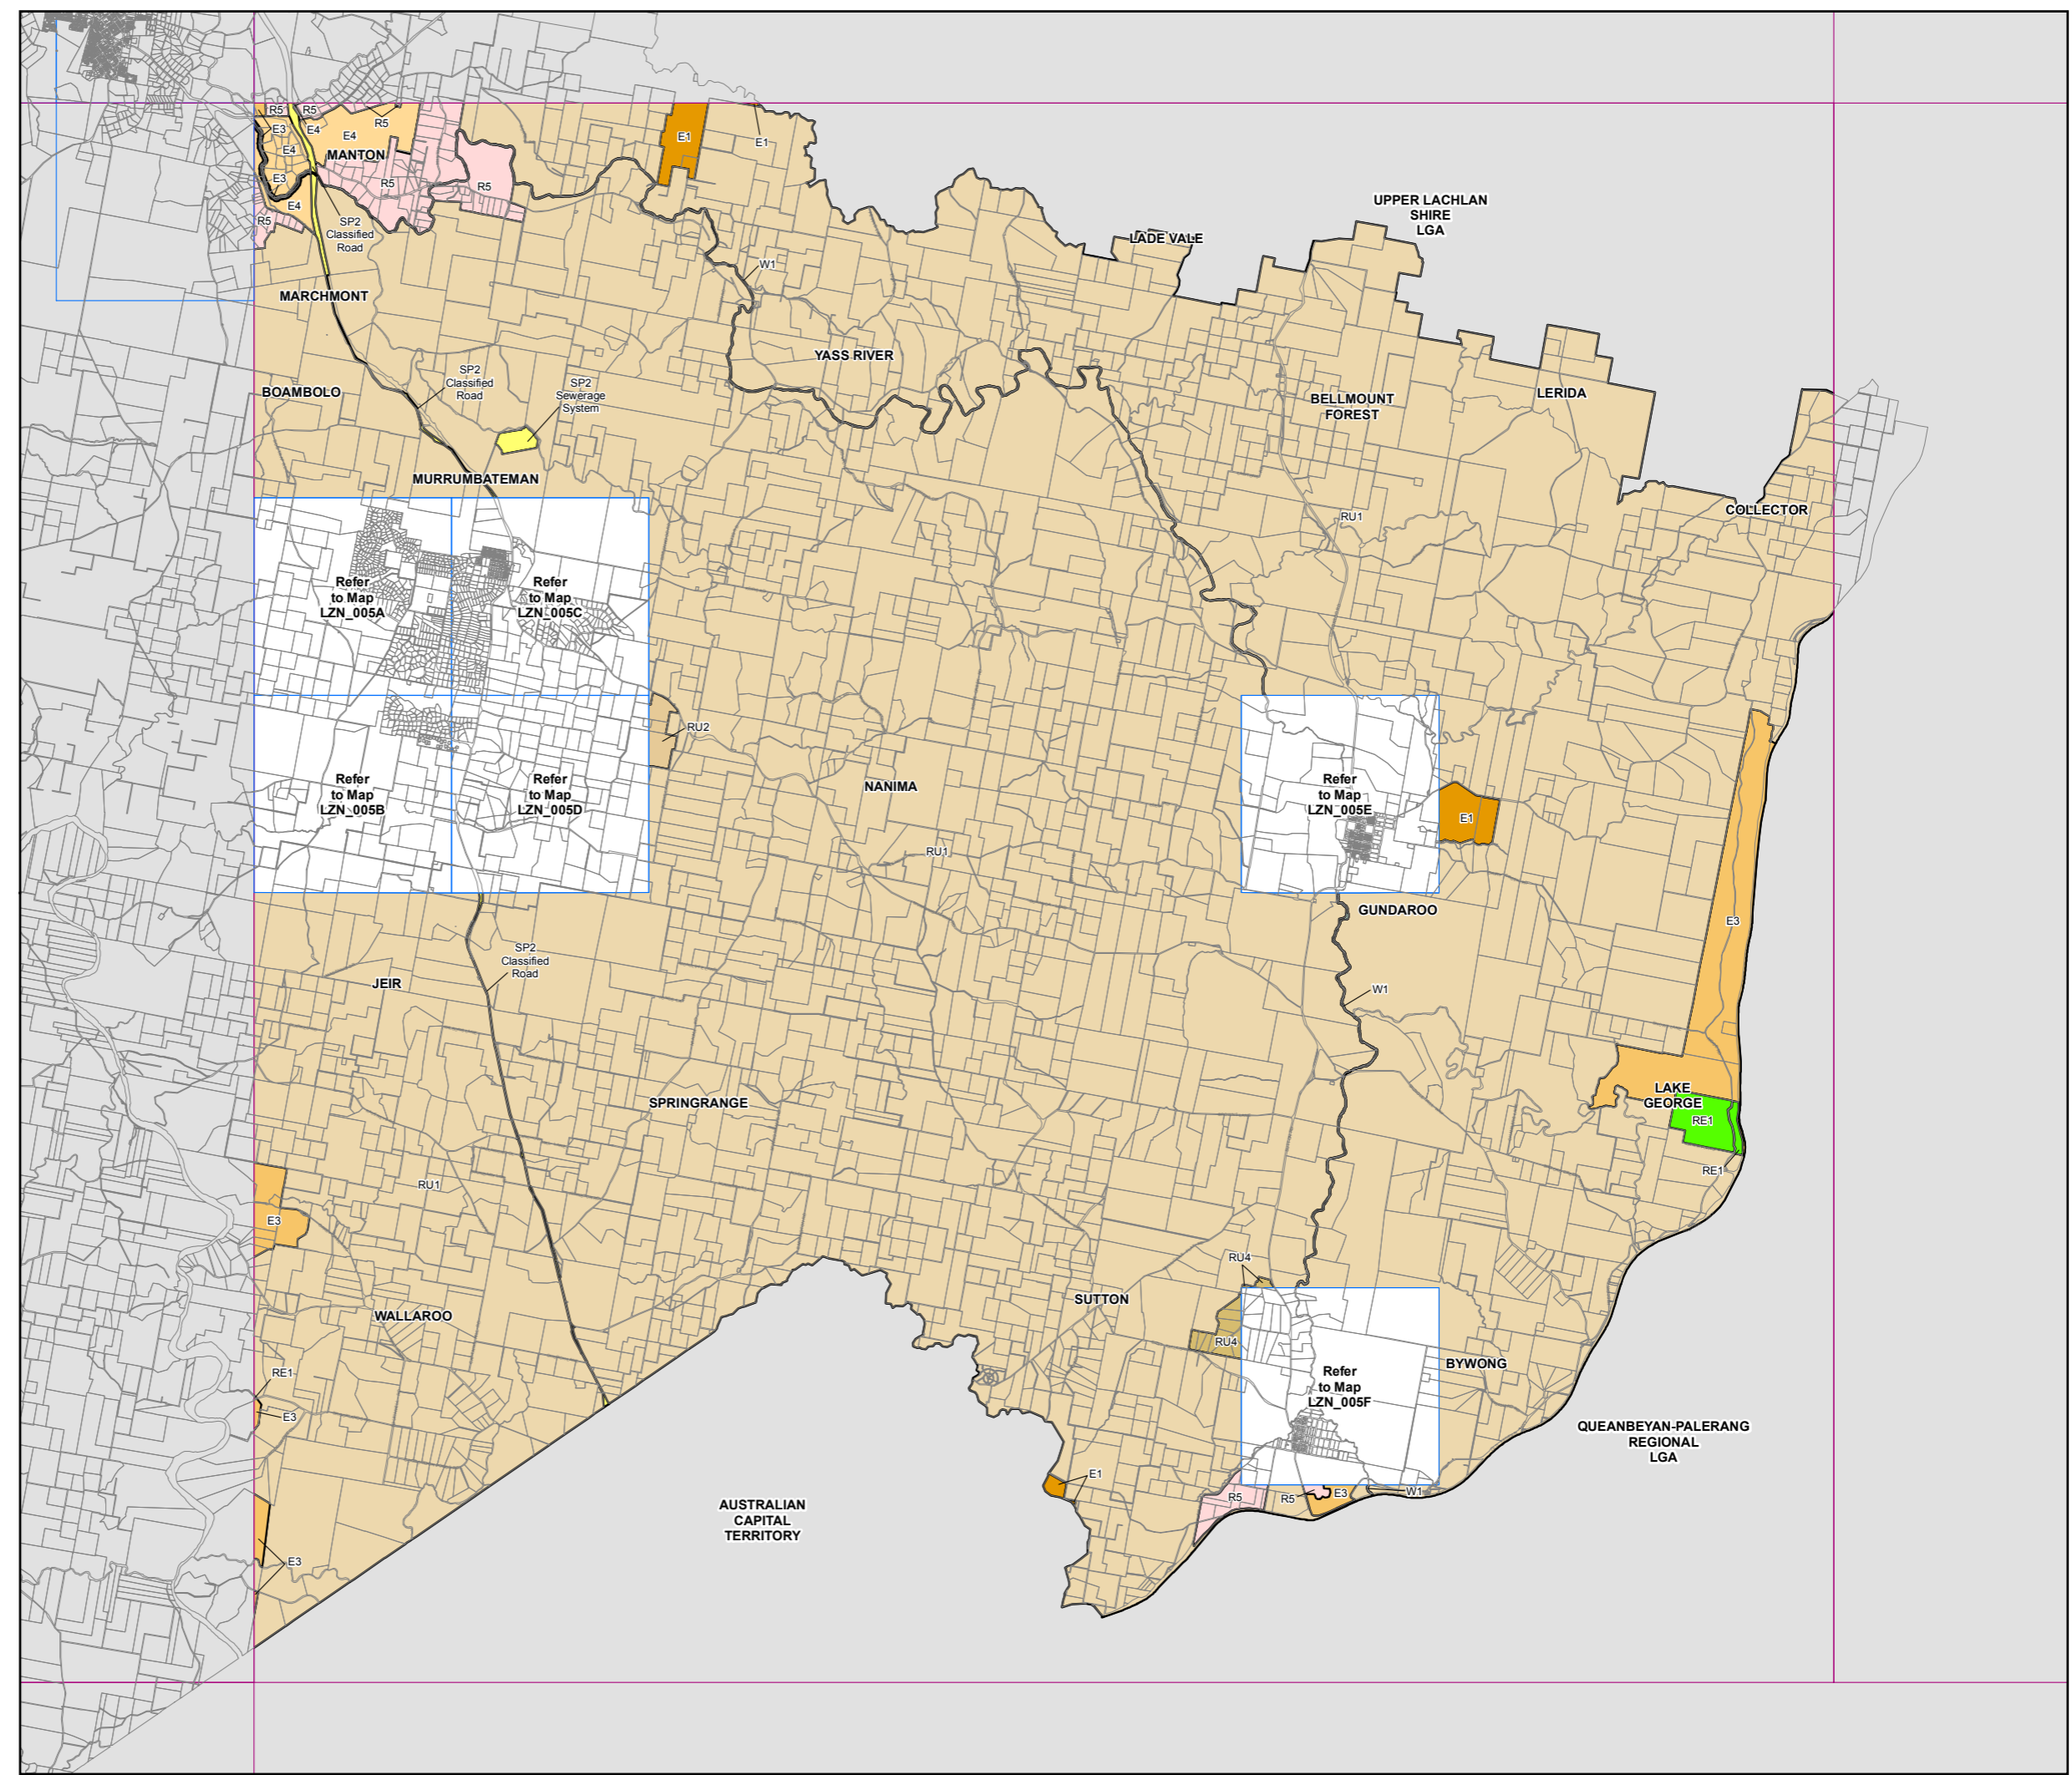 R5
R5
R5
E3
E4
E4
E4
MANTON
E3
R5
R5
E4
R5
SP2
Classified
Road
E1
E1
UPPER LACHLAN
SHIRE
LGA
LADE VALE
W1
MARCHMONT
YASS RIVER
SP2
Classified
Road
SP2
Sewerage
System
BOAMBOLO
BELLMOUNT
FOREST
LERIDA
MURRUMBATEMAN
COLLECTOR
RU1
Refer
to Map
LZN_005A
Refer
to Map
LZN_005C
RU2
Refer
to Map
LZN_005B
Refer
to Map
LZN_005D
NANIMA
Refer
to Map
LZN_005E
E1
RU1
GUNDAROO
E3
SP2
Classified
Road
JEIR
W1
SPRINGRANGE
LAKE
GEORGE
RE1
RE1
RU1
E3
RU4
SUTTON
WALLAROO
RU4
BYWONG
RE1
E3
Refer
to Map
LZN_005F
QUEANBEYAN-PALERANG
REGIONAL
LGA
E1
R5
R5
E3
W1
AUSTRALIAN
CAPITAL
TERRITORY
E3